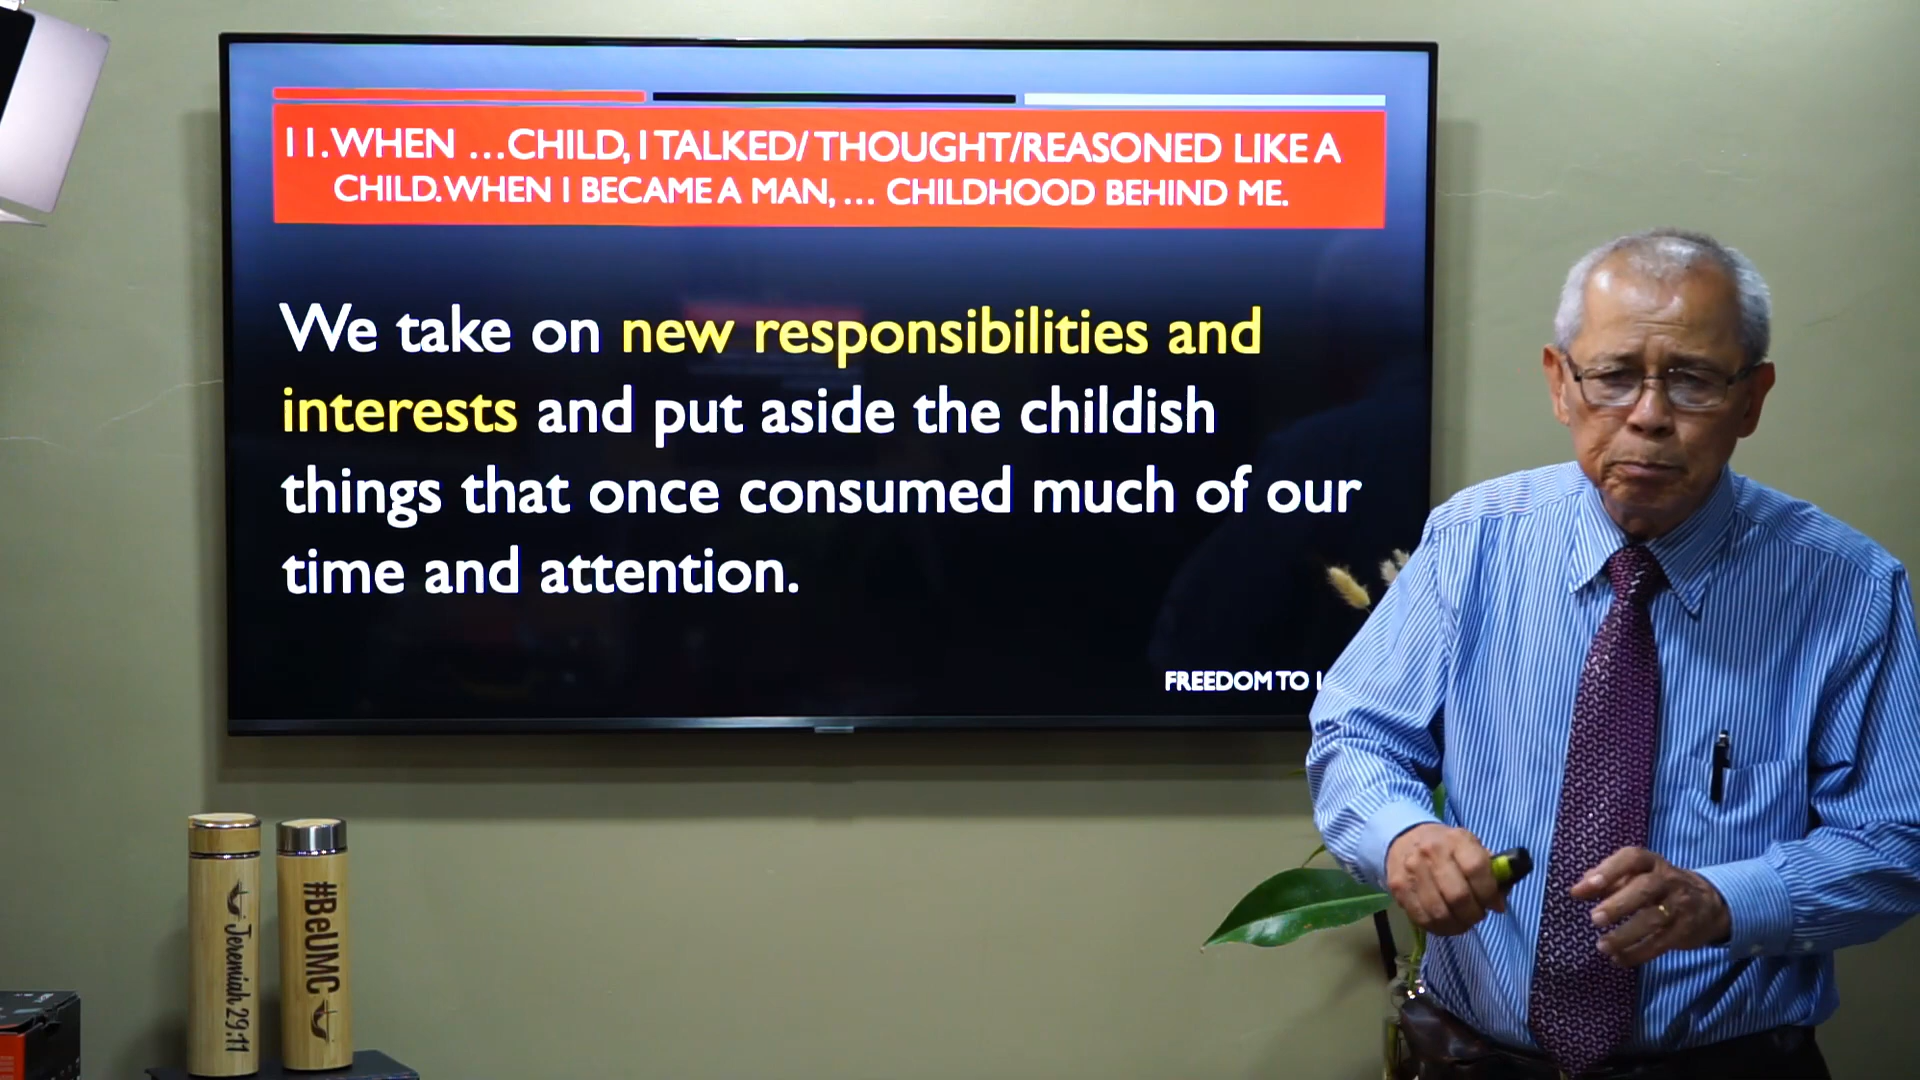 11. WHEN ...CHILD, I TALKED/ THOUGHT/REASONED LIKE A
CHILD. WHEN I BECAME A MAN, ... CHILDHOOD BEHIND ME.
We take on new responsibilities and
interests and put aside the childish
things that once consumed much of our
time and attention.
FREEDOM TO
Jeremiah 29:11
#BeUMC